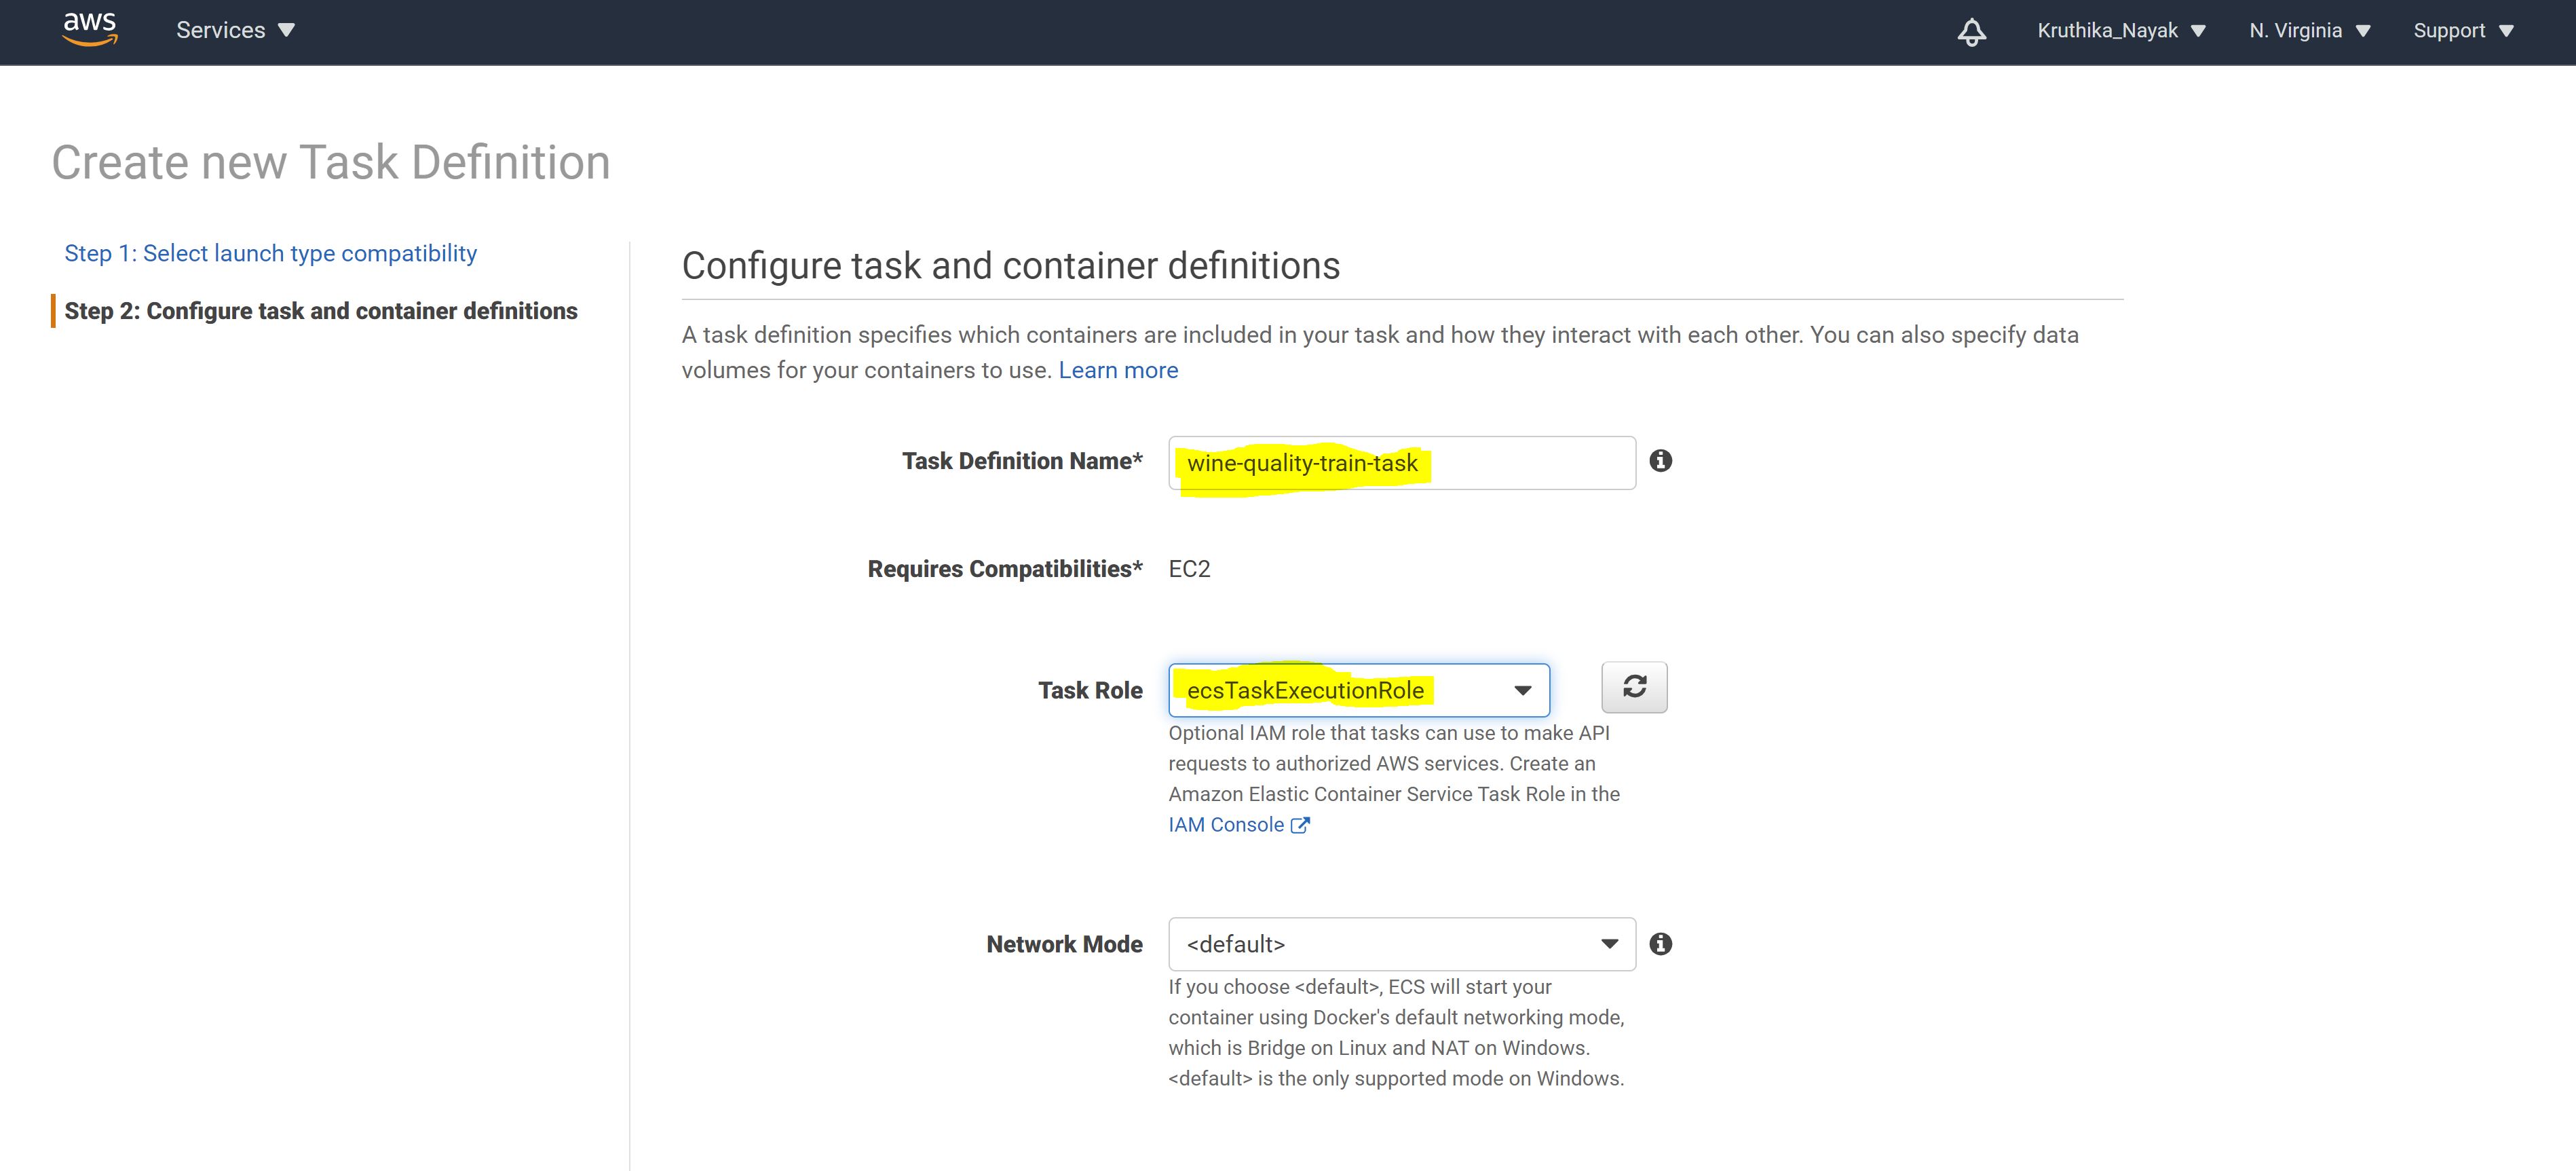 aws
Services
Kruthika_Nayak
N. Virginia
Support
Create new Task Definition
Step 1: Select launch type compatibility
Step 2: Configure task and container definitions
Configure task and container definitions
A task definition specifies which containers are included in your task and how they interact with each other. You can also specify data
volumes for your containers to use. Learn more
Task Definition Name*
wine-quality-train-task
Requires Compatibilities*
EC2
Task Role
ecsTaskExecutionRole
Optional IAM role that tasks can use to make API
requests to authorized AWS services. Create an
Amazon Elastic Container Service Task Role in the
IAM Console
Network Mode
<default>
If you choose <default>, ECS will start your
container using Docker's default networking mode,
which is Bridge on Linux and NAT on Windows.
<default> is the only supported mode on Windows.